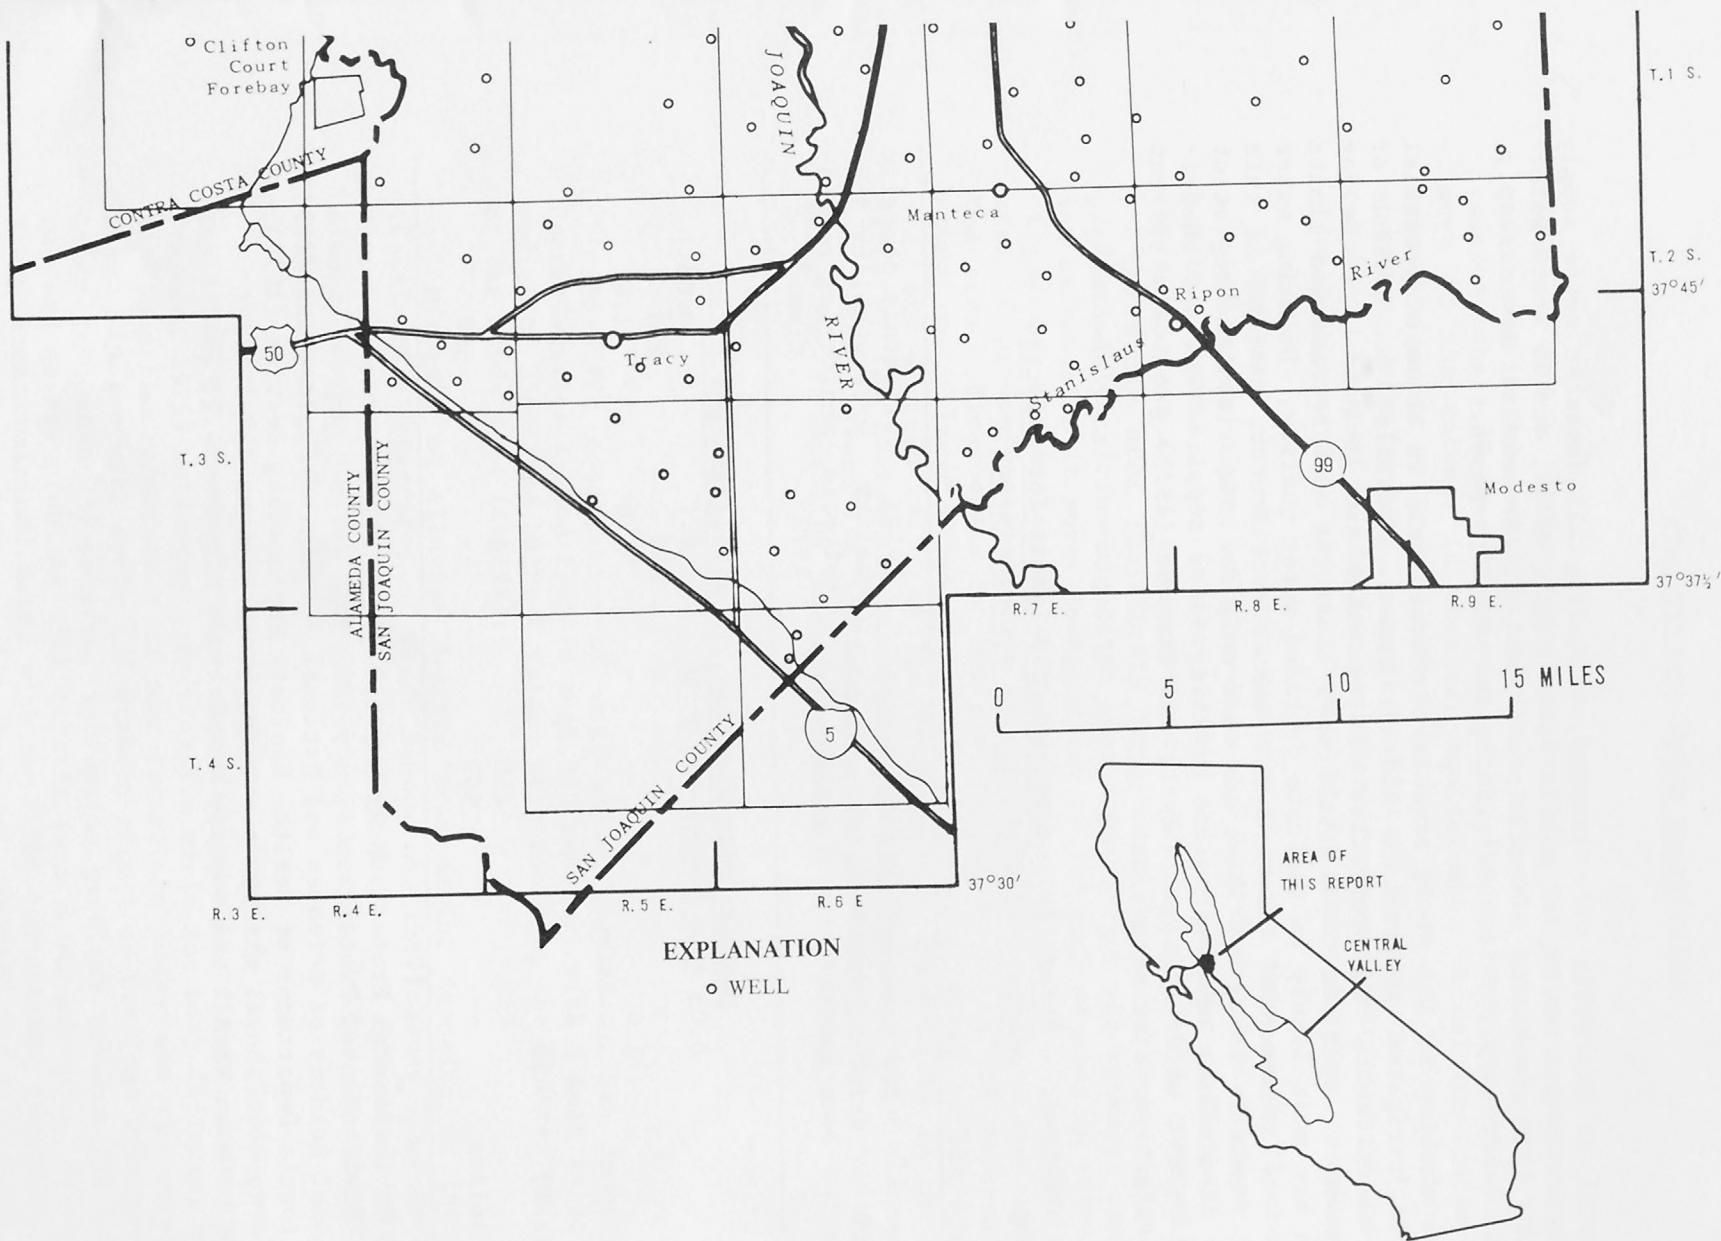 Clifton
Court
Forebay
JOAQUIN
T.1 S.
CONTRA COSTA COUNTY
Manteca
T.2 S.
37°45′
River
Ripon
50
Tracy
RIVER
Stanislaus
T.3 S.
99
Modesto
ALAMEDA COUNTY
SAN JOAQUIN COUNTY
37°37½′
R.7 E.
R.8 E.
R.9 E.
0 5 10 15 MILES
5
T.4 S.
SAN JOAQUIN COUNTY
37°30′
R.3 E.
R.4 E.
R.5 E.
R.6 E
EXPLANATION
WELL
AREA OF
THIS REPORT
CENTRAL
VALLEY